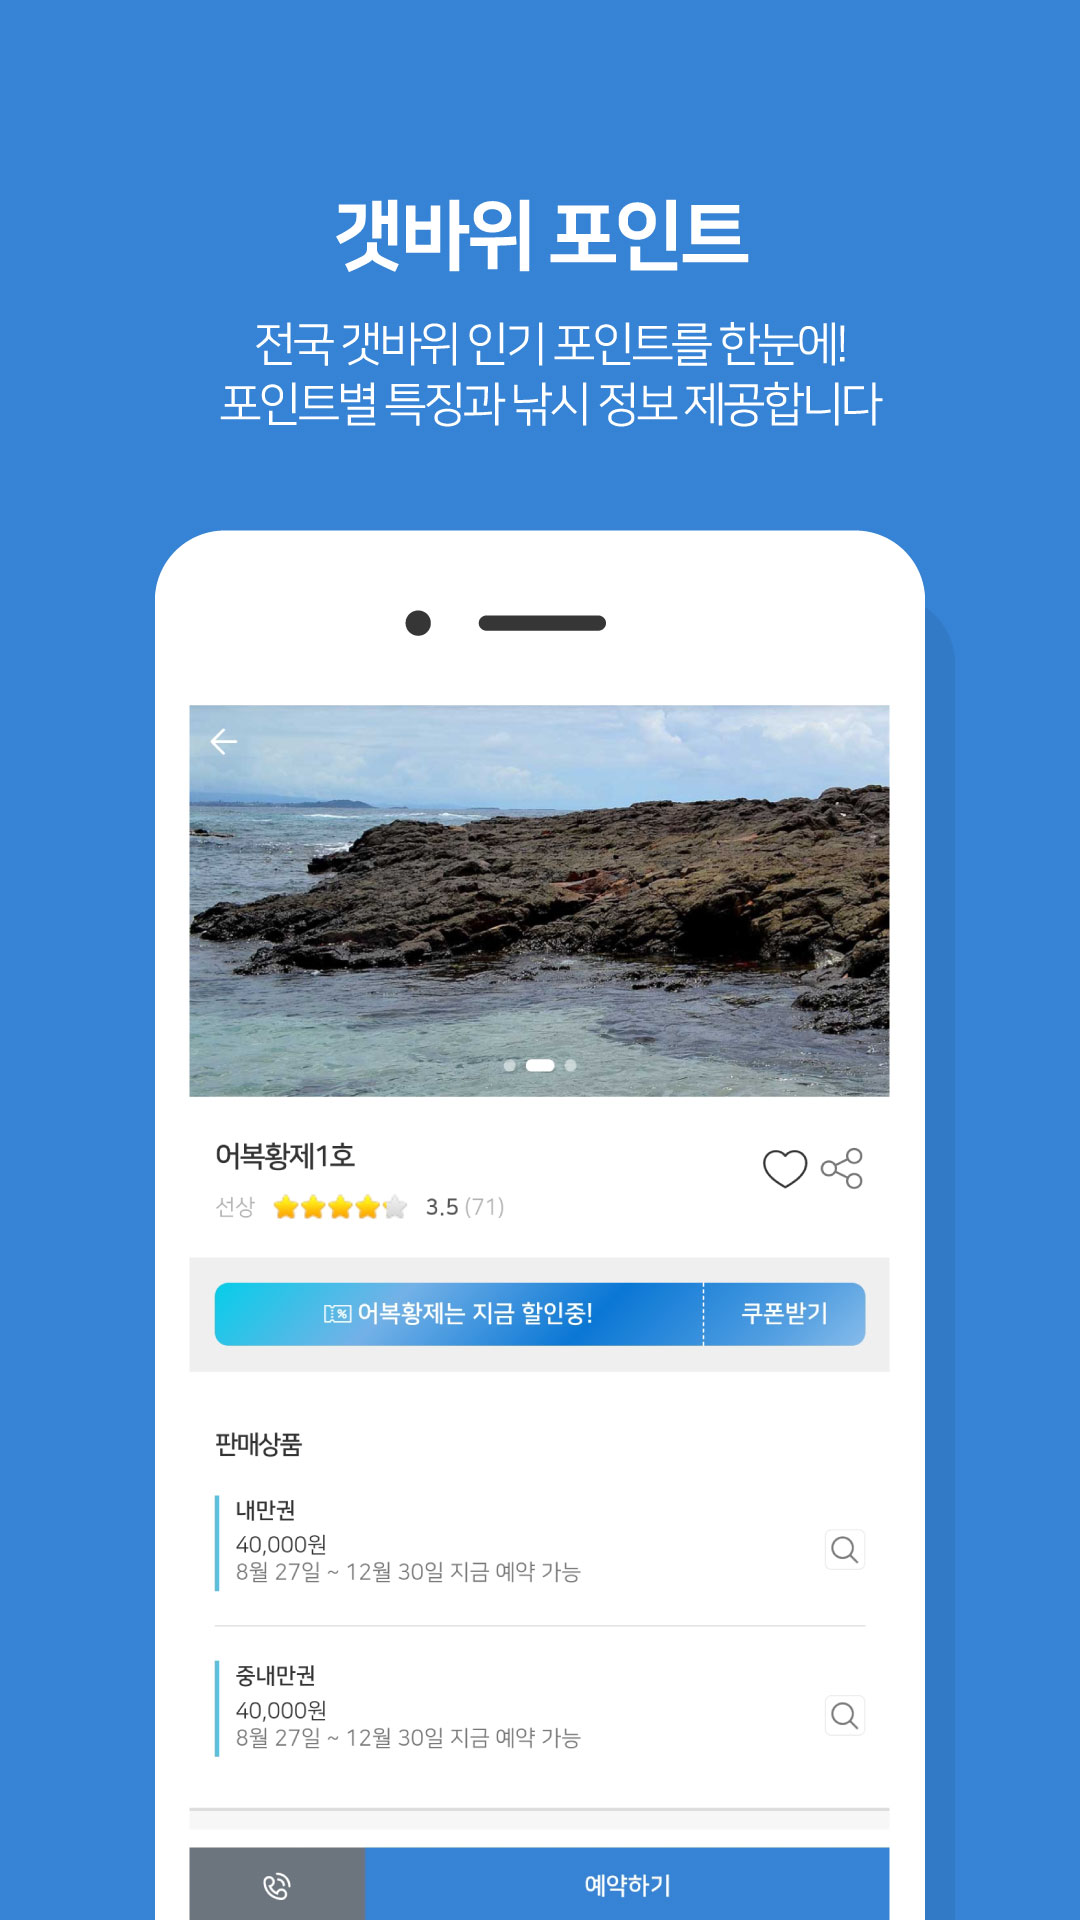 갯바위 포인트
전국 갯바위 인기 포인트를 한눈에!
포인트별 특징과 낚시 정보 제공합니다
어복황제1호
선상 3.5 (71)
어복황제는 지금 할인중! 쿠폰받기
판매상품
내만권
40,000원
8월 27일 ~ 12월 30일 지금 예약 가능
중내만권
40,000원
8월 27일 ~ 12월 30일 지금 예약 가능
예약하기